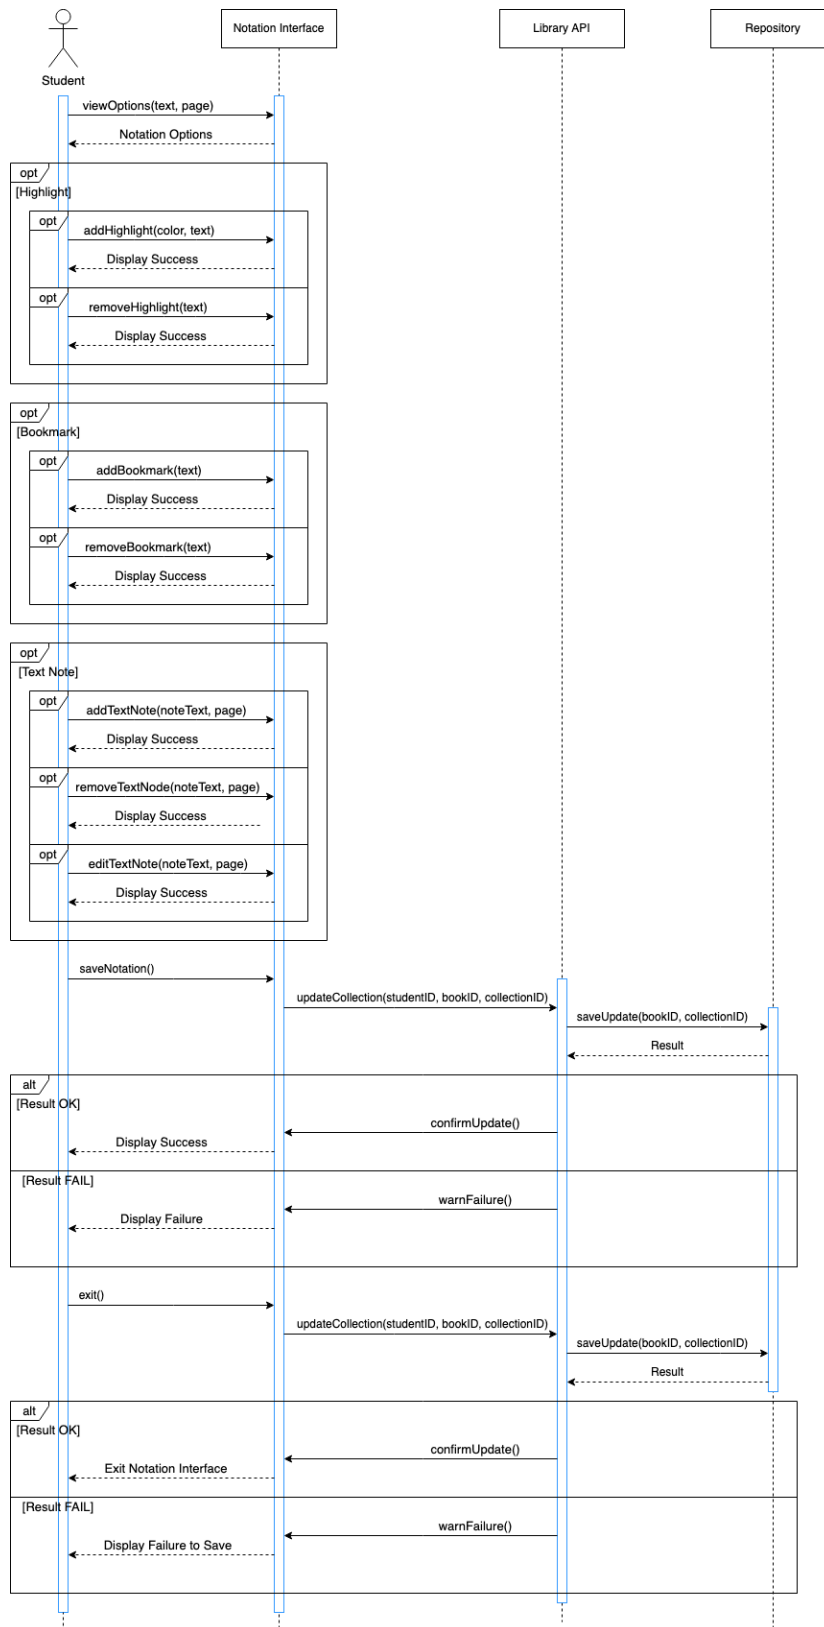 Student
Notation Interface
Library API
Repository
viewOptions(text, page)
Notation Options
opt
[Highlight]
opt
addHighlight(color, text)
Display Success
opt
removeHighlight(text)
Display Success
opt
[Bookmark]
opt
addBookmark(text)
Display Success
opt
removeBookmark(text)
Display Success
opt
[Text Note]
opt
addTextNote(noteText, page)
Display Success
opt
removeTextNode(noteText, page)
Display Success
opt
editTextNote(noteText, page)
Display Success
saveNotation()
updateCollection(studentID, bookID, collectionID)
saveUpdate(bookID, collectionID)
Result
alt
[Result OK]
confirmUpdate()
Display Success
[Result FAIL]
warnFailure()
Display Failure
exit()
updateCollection(studentID, bookID, collectionID)
saveUpdate(bookID, collectionID)
Result
alt
[Result OK]
confirmUpdate()
Exit Notation Interface
[Result FAIL]
warnFailure()
Display Failure to Save